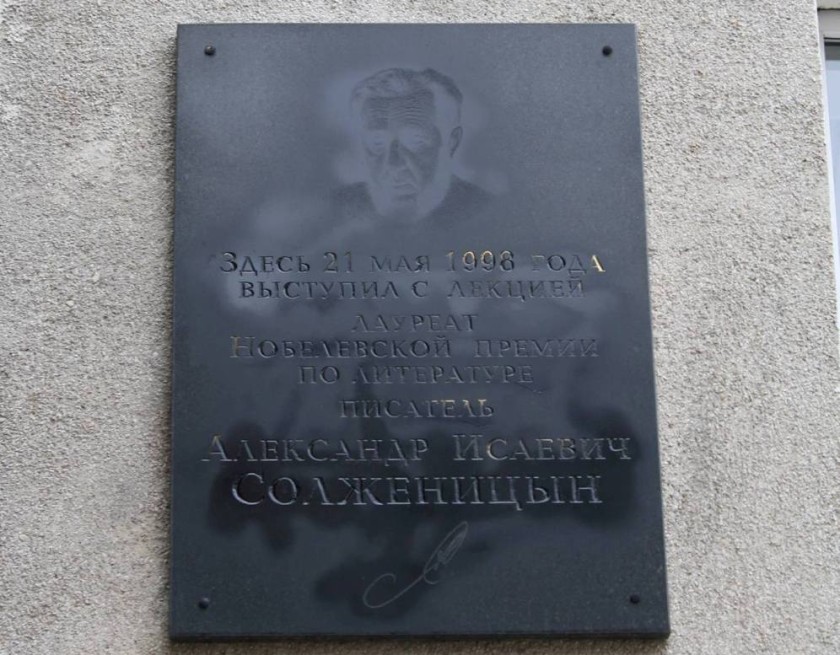 Здесь 21 мая 1998 года
выступил с лекцией
лауреат
Нобелевской премии
по литературе
писатель
Александр Исаевич
Солженицын